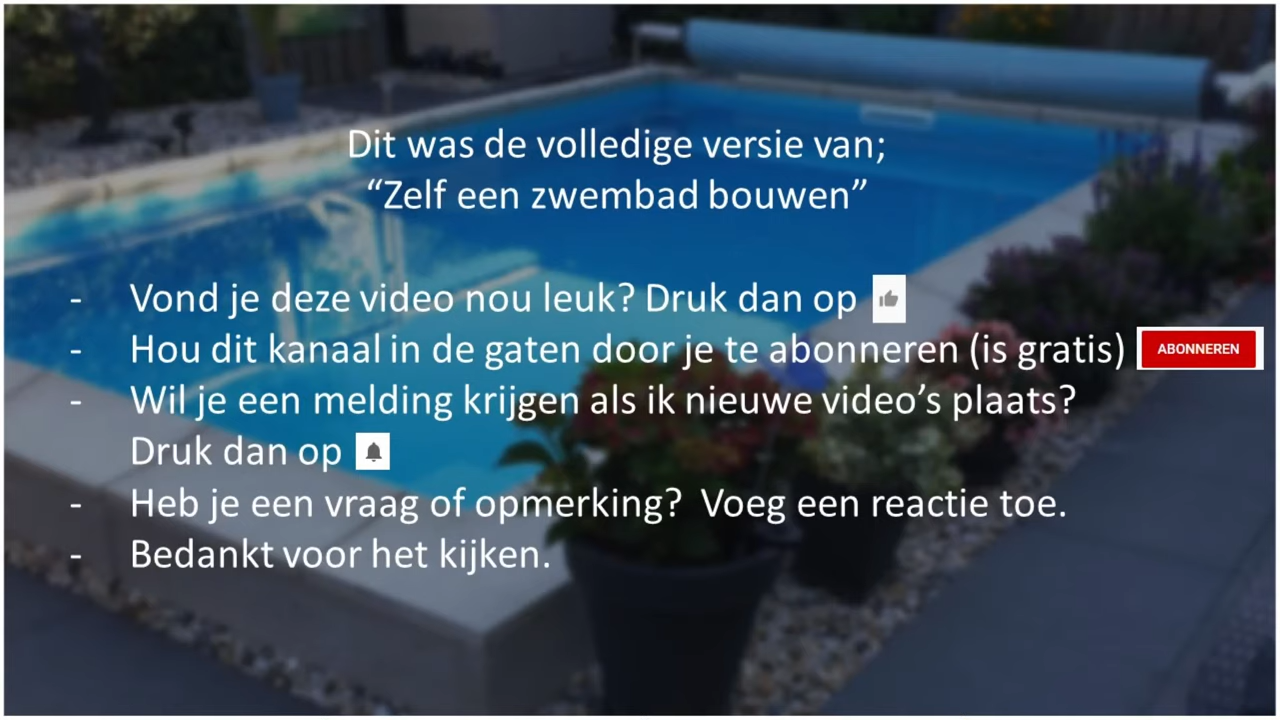 Dit was de volledige versie van;
“Zelf een zwembad bouwen”
- Vond je deze video nou leuk? Druk dan op
- Hou dit kanaal in de gaten door je te abonneren (is gratis) ABONNEREN
- Wil je een melding krijgen als ik nieuwe video’s plaats?
Druk dan op
- Heb je een vraag of opmerking?  Voeg een reactie toe.
- Bedankt voor het kijken.